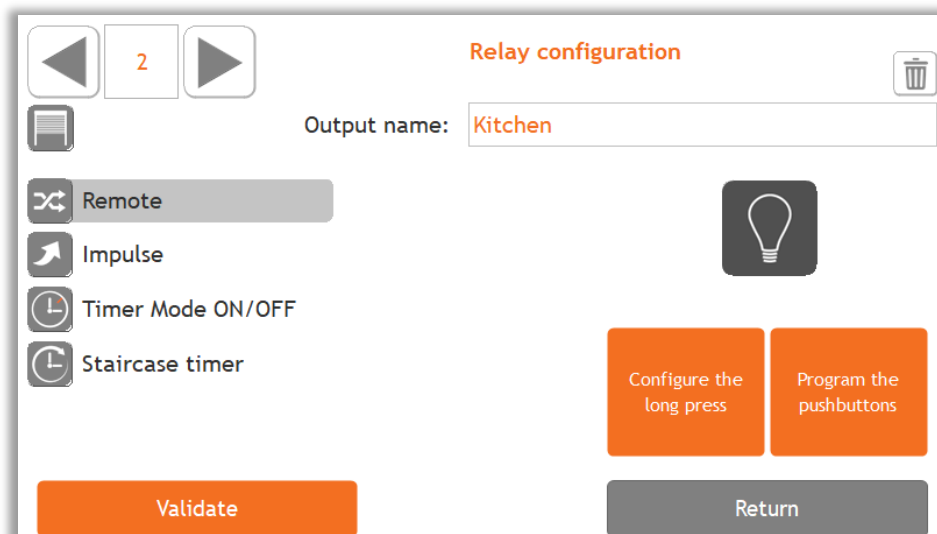 2
Relay configuration
Output name:
Kitchen
Remote
Impulse
Timer Mode ON/OFF
Staircase timer
Configure the
long press
Program the
pushbuttons
Validate
Return